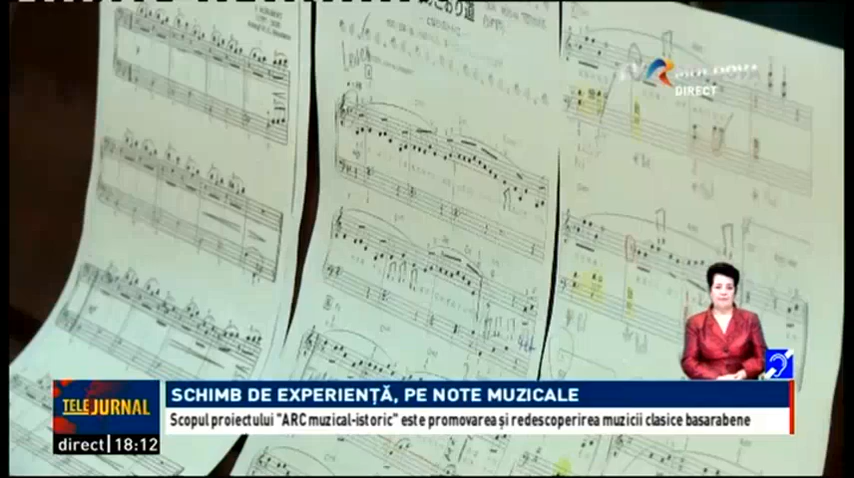 TVR MOLDOVA
DIRECT
SCHIMB DE EXPERIENȚĂ, PE NOTE MUZICALE
TELEJURNAL
Scopul proiectului "ARC muzical-istoric" este promovarea și redescoperirea muzicii clasice basarabene
direct 18:12